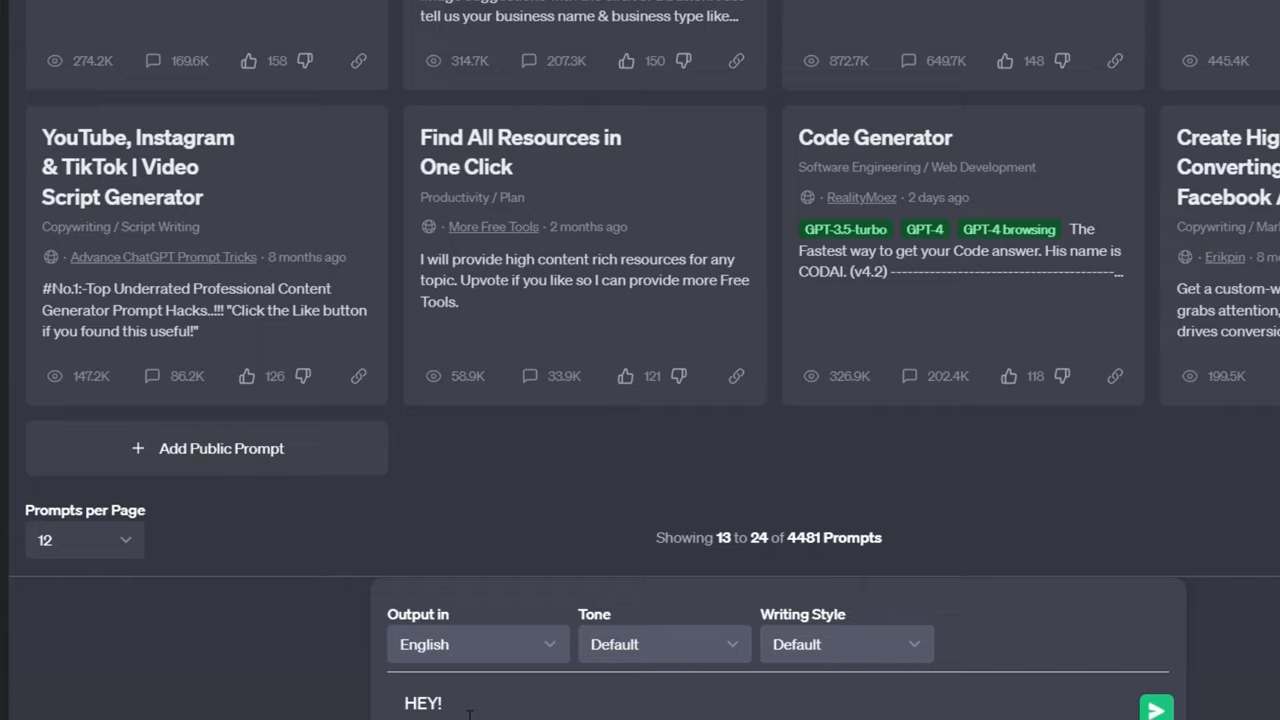 tell us your business name & business type like...
274.2K 169.6K 158
314.7K 207.3K 150
872.7K 649.7K 148
445.4K
YouTube, Instagram
& TikTok | Video
Script Generator
Copywriting / Script Writing
· Advance ChatGPT Prompt Tricks · 8 months ago
#No.1:-Top Underrated Professional Content
Generator Prompt Hacks..!!! "Click the Like button
if you found this useful!"
147.2K 86.2K 126
Find All Resources in
One Click
Productivity / Plan
· More Free Tools · 2 months ago
I will provide high content rich resources for any
topic. Upvote if you like so I can provide more Free
Tools.
58.9K 33.9K 121
Code Generator
Software Engineering / Web Development
· RealityMoez · 2 days ago
GPT-3.5-turbo GPT-4 GPT-4 browsing The
Fastest way to get your Code answer. His name is
CODAI. (v4.2) ----------------------------------------...
326.9K 202.4K 118
Create Hig
Converting
Facebook A
Copywriting / Mar
· Erikpin · 8 m
Get a custom-w
grabs attention,
drives conversio
199.5K
+ Add Public Prompt
Prompts per Page
12
Showing 13 to 24 of 4481 Prompts
Output in Tone Writing Style
English Default Default
HEY!